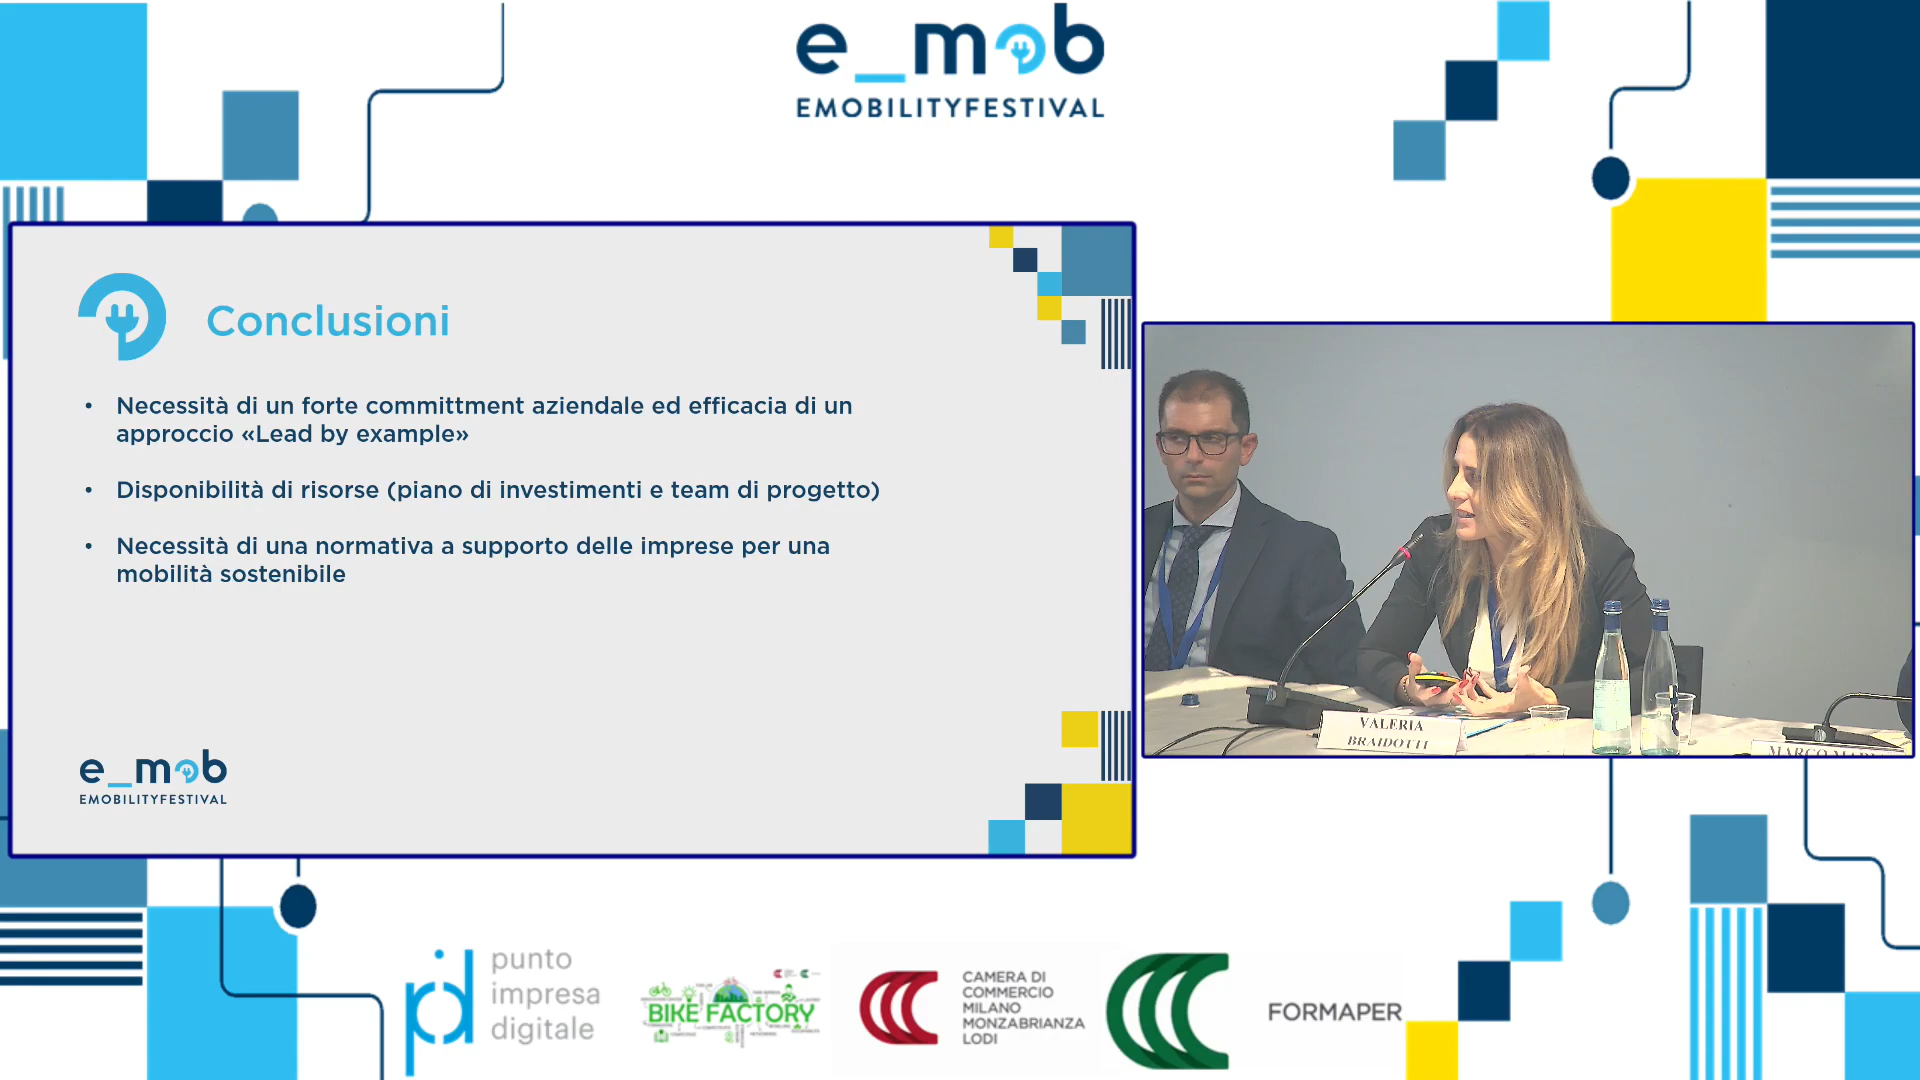 e_mob
EMOBILITYFESTIVAL
Conclusioni
• Necessità di un forte committment aziendale ed efficacia di un
approccio «Lead by example»
• Disponibilità di risorse (piano di investimenti e team di progetto)
• Necessità di una normativa a supporto delle imprese per una
mobilità sostenibile
e_mob
EMOBILITYFESTIVAL
VALERIA
BRAIDOTTI
MARCO
pid
punto
impresa
digitale
BIKE FACTORY
CAMERA DI
COMMERCIO
MILANO
MONZABRIANZA
LODI
FORMAPER